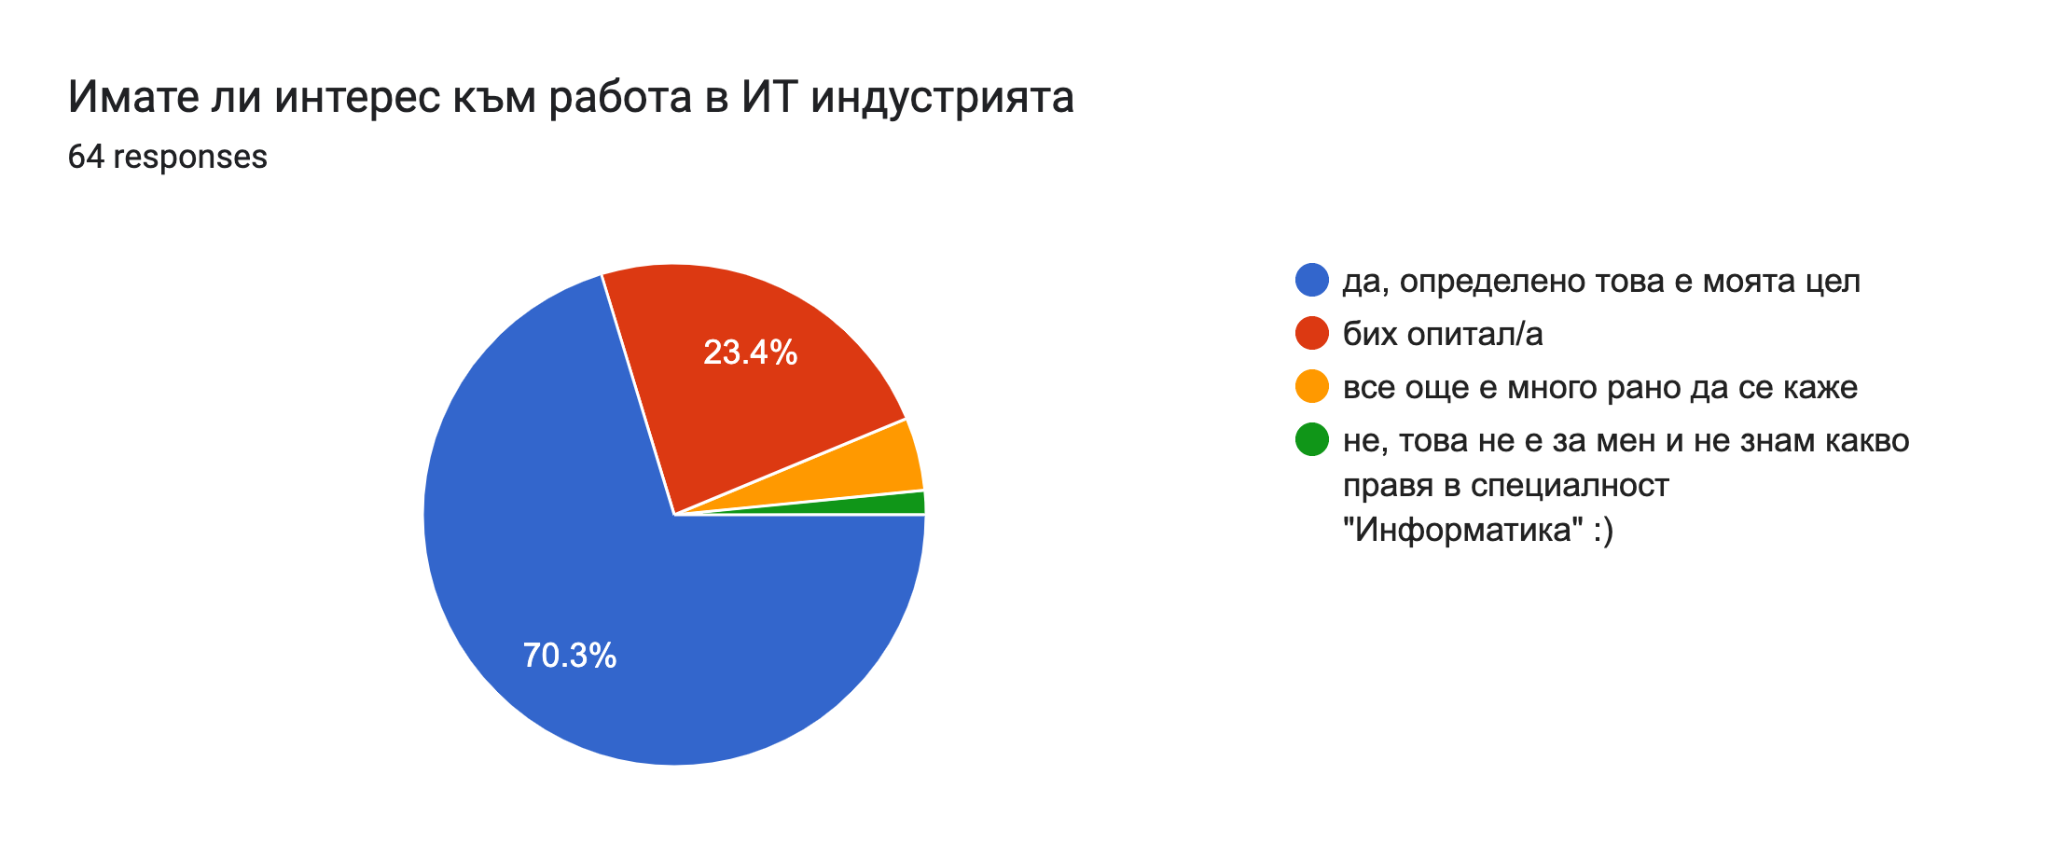 Имате ли интерес към работа в ИТ индустрията
64 responses
23.4%
70.3%
да, определено това е моята цел
бих опитал/а
все още е много рано да се каже
не, това не е за мен и не знам какво
правя в специалност
"Информатика" :)